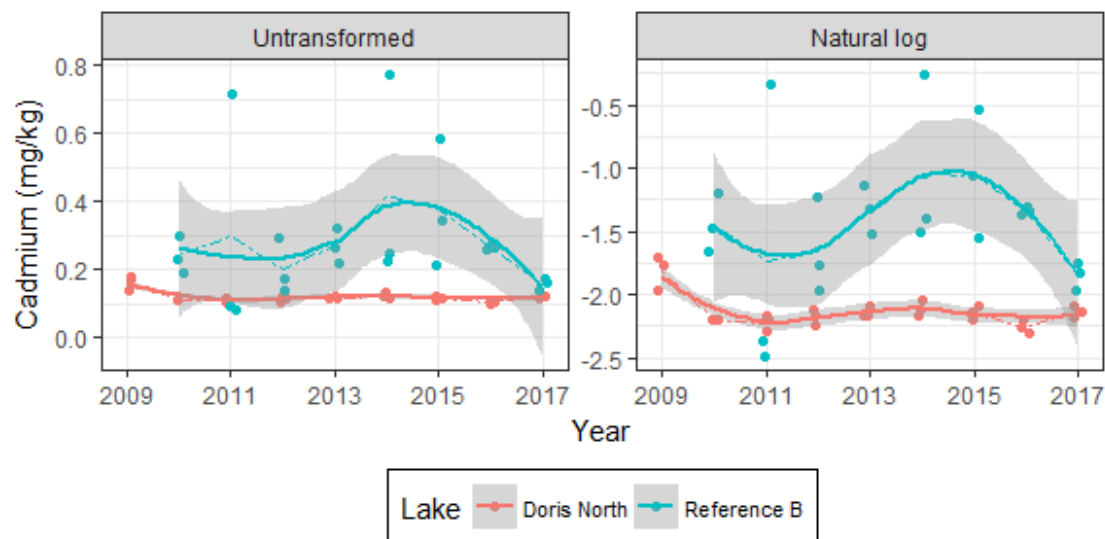 Untransformed
Natural log
Cadmium (mg/kg)
0.8
0.6
0.4
0.2
0.0
-0.5
-1.0
-1.5
-2.0
-2.5
2009 2011 2013 2015 2017
2009 2011 2013 2015 2017
Year
Lake Doris North Reference B